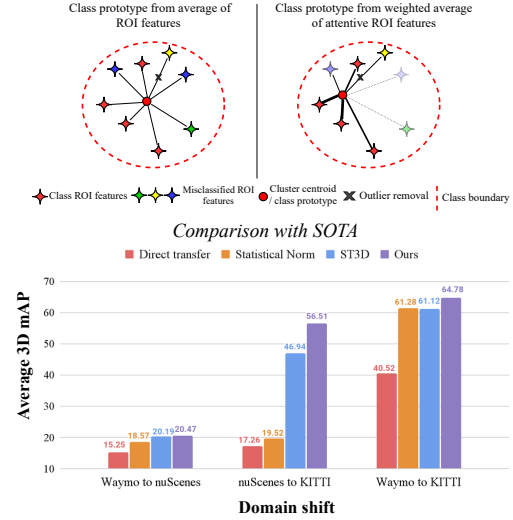 Class prototype from average of
ROI features
Class prototype from weighted average
of attentive ROI features
Class ROI features
Misclassified ROI
features
Cluster centroid
/ class prototype
Outlier removal
Class boundary
Comparison with SOTA
Direct transfer
Statistical Norm
ST3D
Ours
Average 3D mAP
70
60
50
40
30
20
10
15.25
18.57
20.19
20.47
17.26
19.52
46.94
56.51
40.52
61.28
61.12
64.78
Waymo to nuScenes
nuScenes to KITTI
Waymo to KITTI
Domain shift